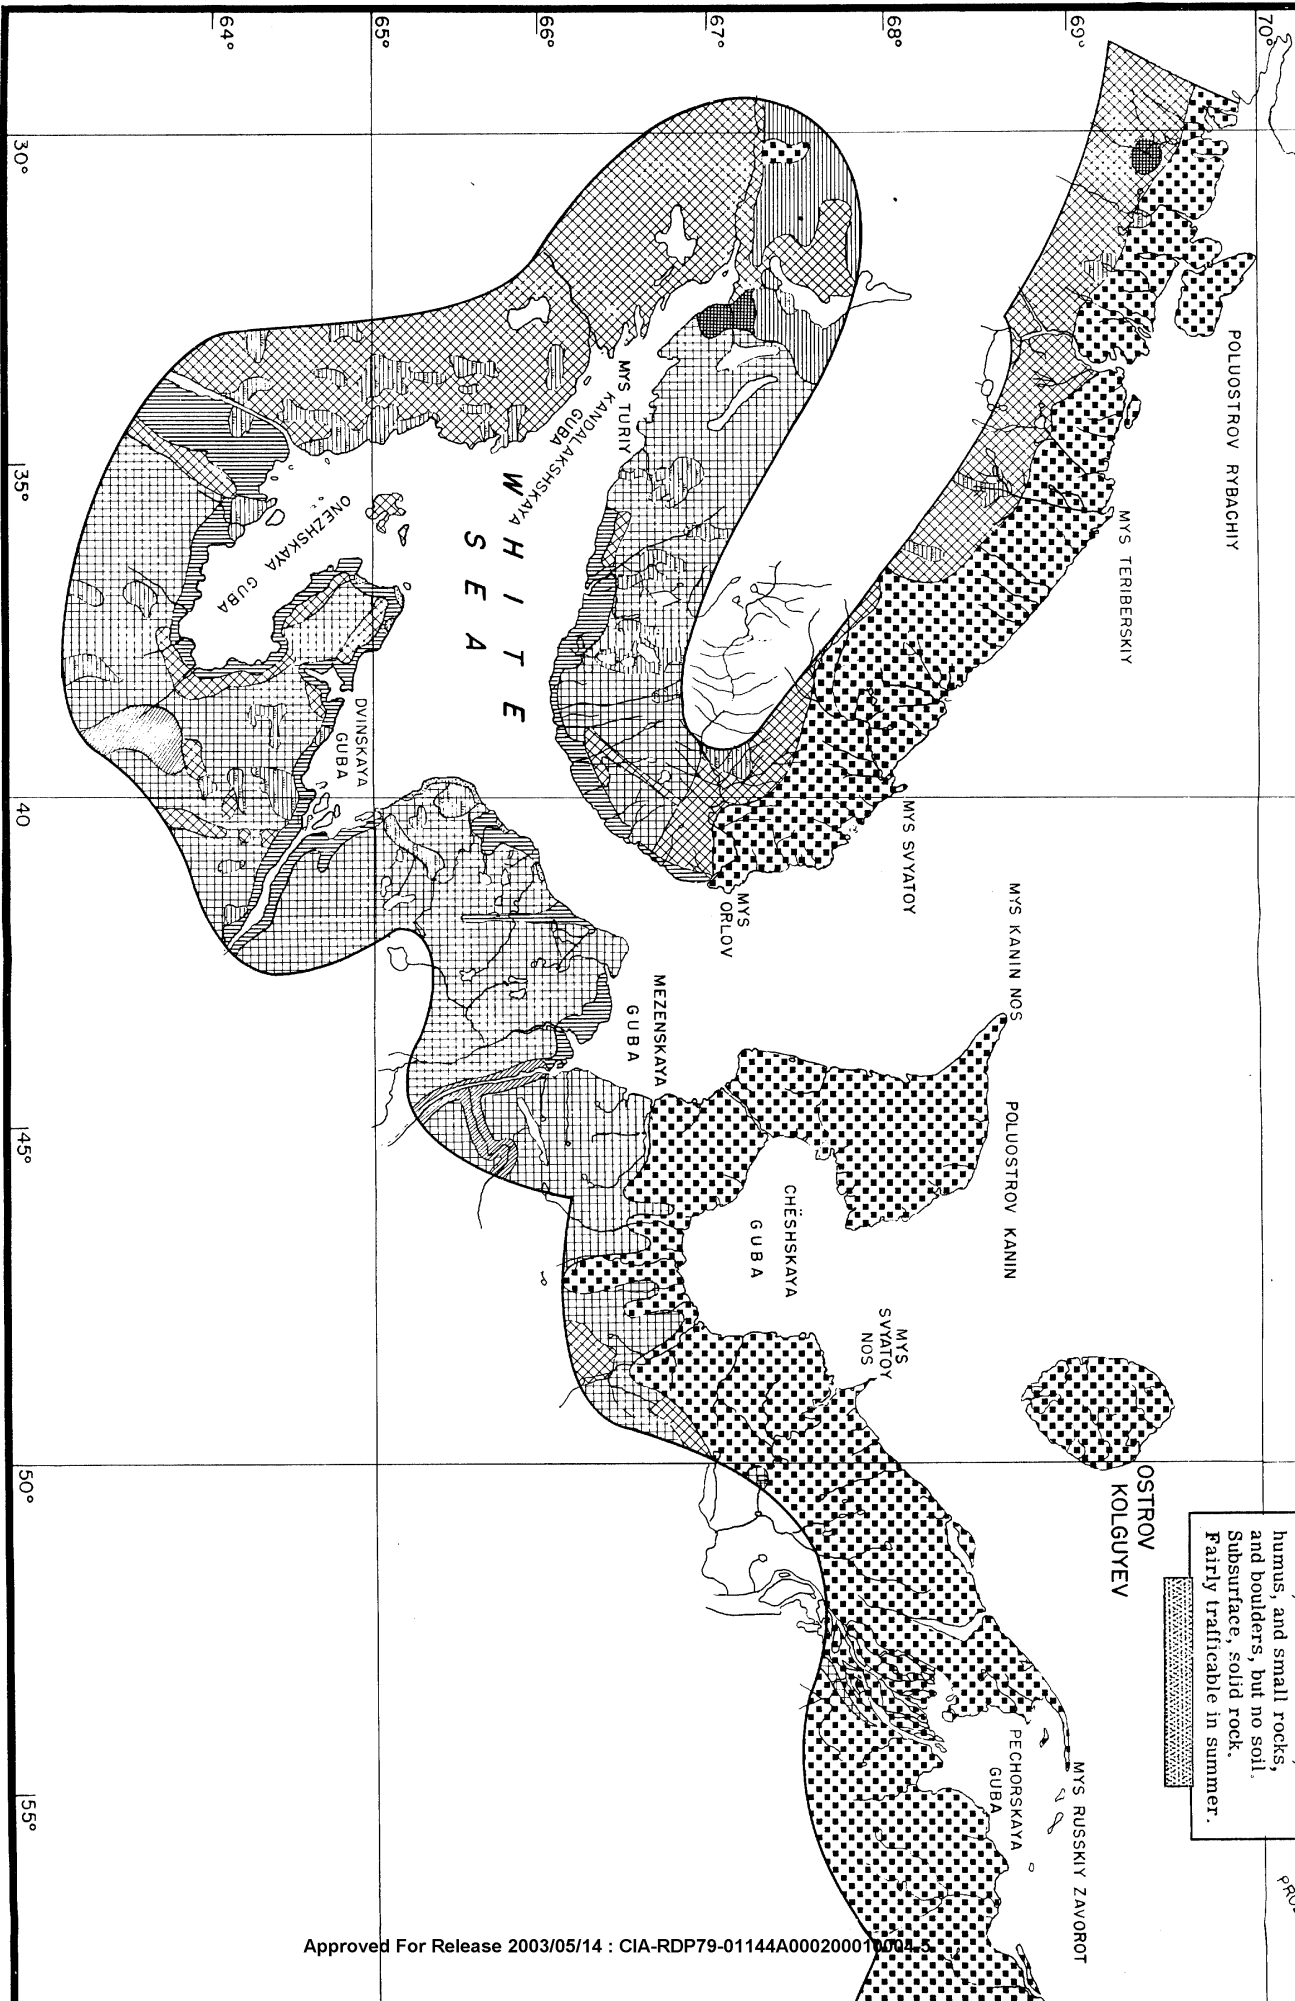 70°
69°
68°
67°
66°
65°
64°
30°
35°
40
45°
50°
55°
POLUOSTROV RYBACHIY
MYS TERIBERSKIY
MYS SVYATOY
MYS
ORLOV
MYS KANIN NOS
POLUOSTROV KANIN
MYS TURIY
KANDALAKSHSKAYA
GUBA
WHITE
SEA
ONEZHSKAYA GUBA
DVINSKAYA
GUBA
MEZENSKAYA
GUBA
CHËSHSKAYA
GUBA
MYS
SVYATOY
NOS
OSTROV
KOLGUYEV
PECHORSKAYA
GUBA
MYS RUSSKIY ZAVOROT
humus, and small rocks,
and boulders, but no soil.
Subsurface, solid rock.
Fairly trafficable in summer.
Approved For Release 2003/05/14 : CIA-RDP79-01144A000200010004-5